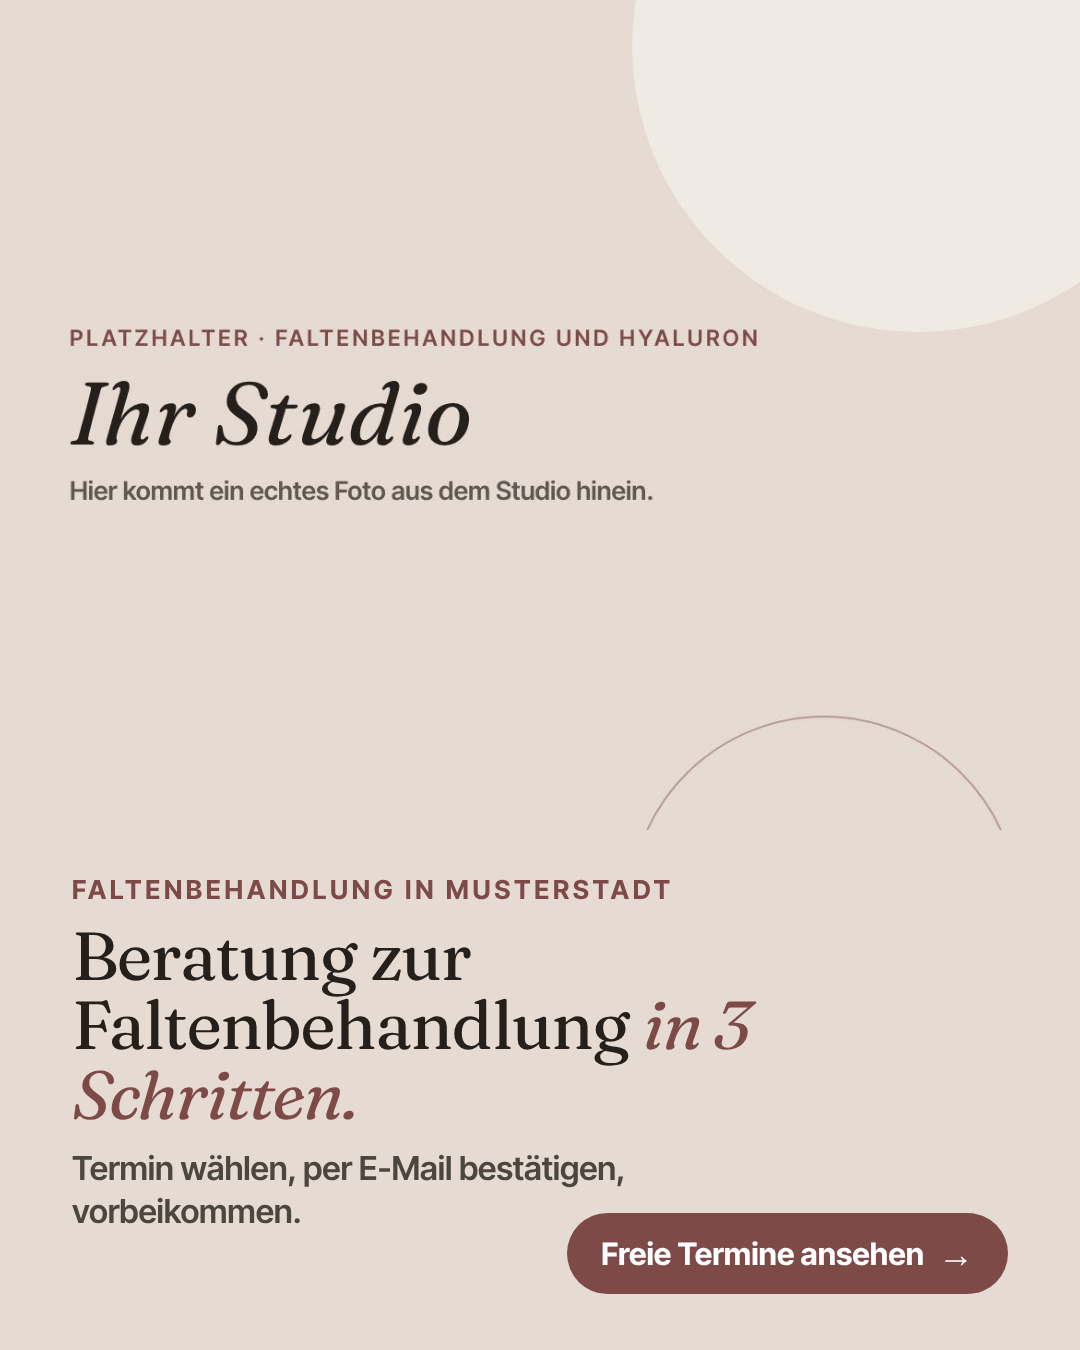 PLATZHALTER · FALTENBEHANDLUNG UND HYALURON
Ihr Studio
Hier kommt ein echtes Foto aus dem Studio hinein.
FALTENBEHANDLUNG IN MUSTERSTADT
Beratung zur
Faltenbehandlung in 3
Schritten.
Termin wählen, per E-Mail bestätigen,
vorbeikommen.
Freie Termine ansehen →